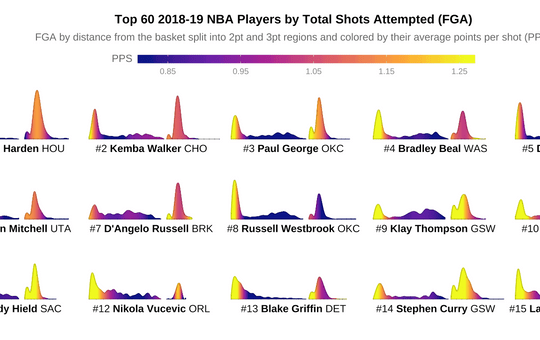 Top 60 2018-19 NBA Players by Total Shots Attempted (FGA)
FGA by distance from the basket split into 2pt and 3pt regions and colored by their average points per shot (PP
PPS
0.85 0.95 1.05 1.15 1.25
Harden HOU #2 Kemba Walker CHO #3 Paul George OKC #4 Bradley Beal WAS #5 D
n Mitchell UTA #7 D'Angelo Russell BRK #8 Russell Westbrook OKC #9 Klay Thompson GSW #10
dy Hield SAC #12 Nikola Vucevic ORL #13 Blake Griffin DET #14 Stephen Curry GSW #15 La